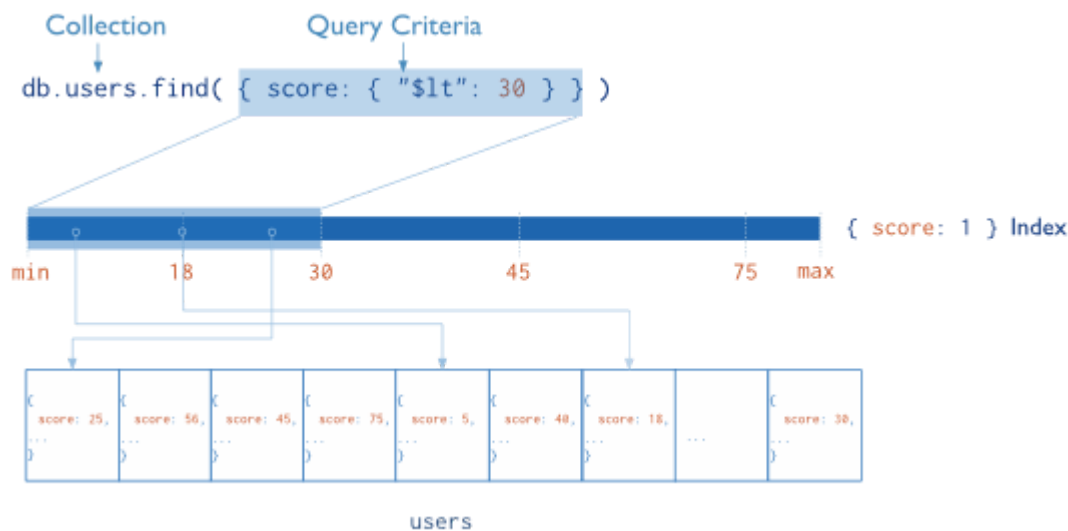 Collection Query Criteria
db.users.find( { score: { "$lt": 30 } } )
{ score: 1 } Index
min 18 30 45 75 max
{ { { { { { { {
score: 25, score: 56, score: 45, score: 75, score: 5, score: 40, score: 18, score: 30,
... ... ... ... ... ... ... ... ...
} } } } } } } }
users